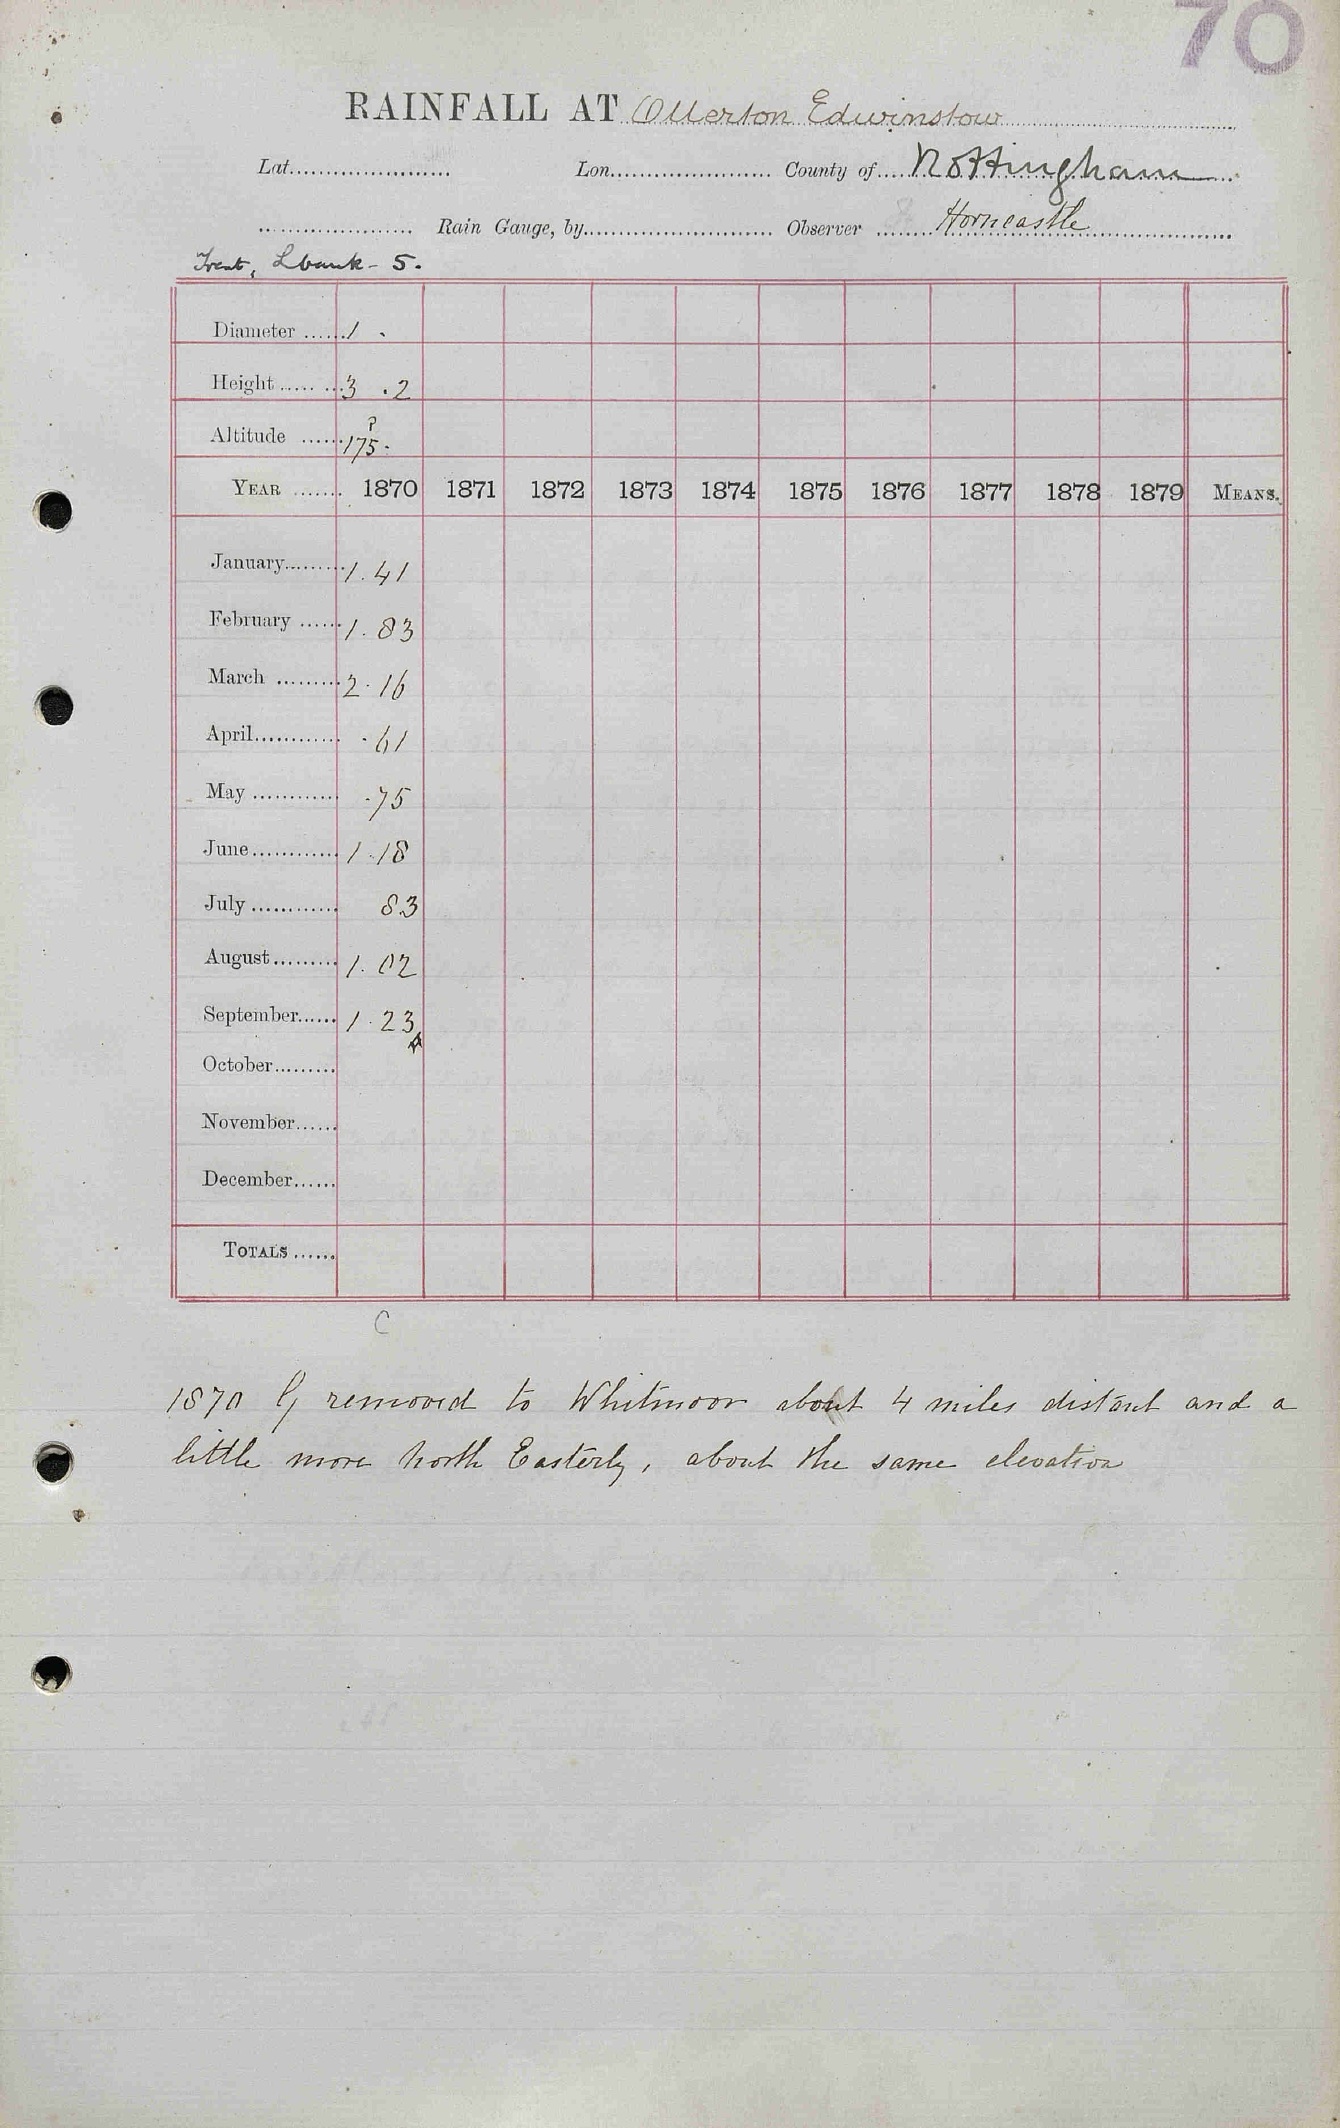 70
RAINFALL AT Ollerton Edwinstow
Lat...................... Lon....................... County of.... Nottingham
..................... Rain Gauge, by.......................... Observer ........ Horncastle
Trent, L bank - 5.
Diameter ...... 1 .
Height ........ 3 .2
Altitude ...... 175. ?
YEAR ....... 1870 1871 1872 1873 1874 1875 1876 1877 1878 1879 MEANS.
January......... 1.41
February ...... 1.83
March ......... 2.16
April............ .61
May ............ .75
June............ 1.18
July ............ 83
August......... 1.02
September...... 1.23
October.........
November......
December......
TOTALS ......
C
1870 G removed to Whitmoor about 4 miles distant and a
little more north Easterly, about the same elevation